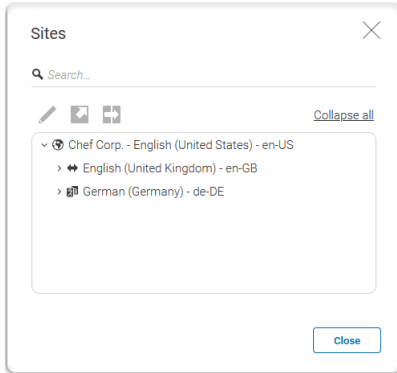 Sites
Search...
Collapse all
Chef Corp. - English (United States) - en-US
English (United Kingdom) - en-GB
German (Germany) - de-DE
Close